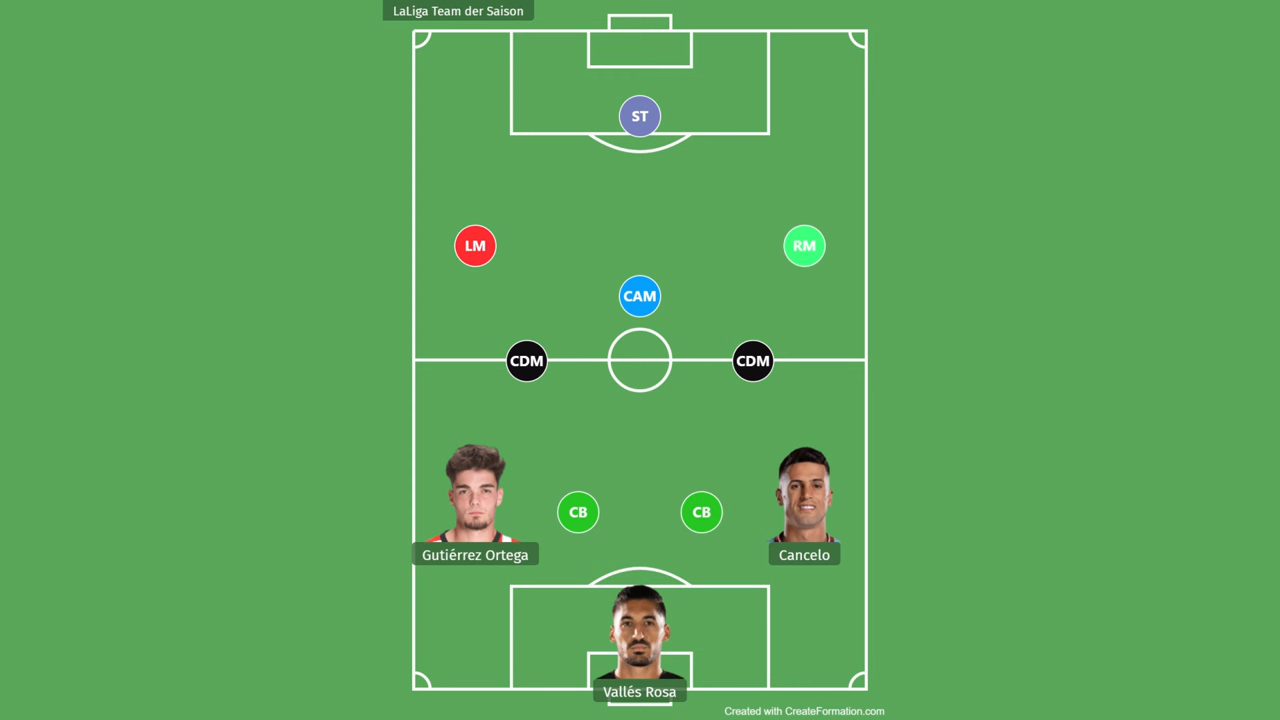 LaLiga Team der Saison
ST
LM
RM
CAM
CDM
CDM
CB
CB
Gutiérrez Ortega
Cancelo
Vallés Rosa
Created with CreateFormation.com